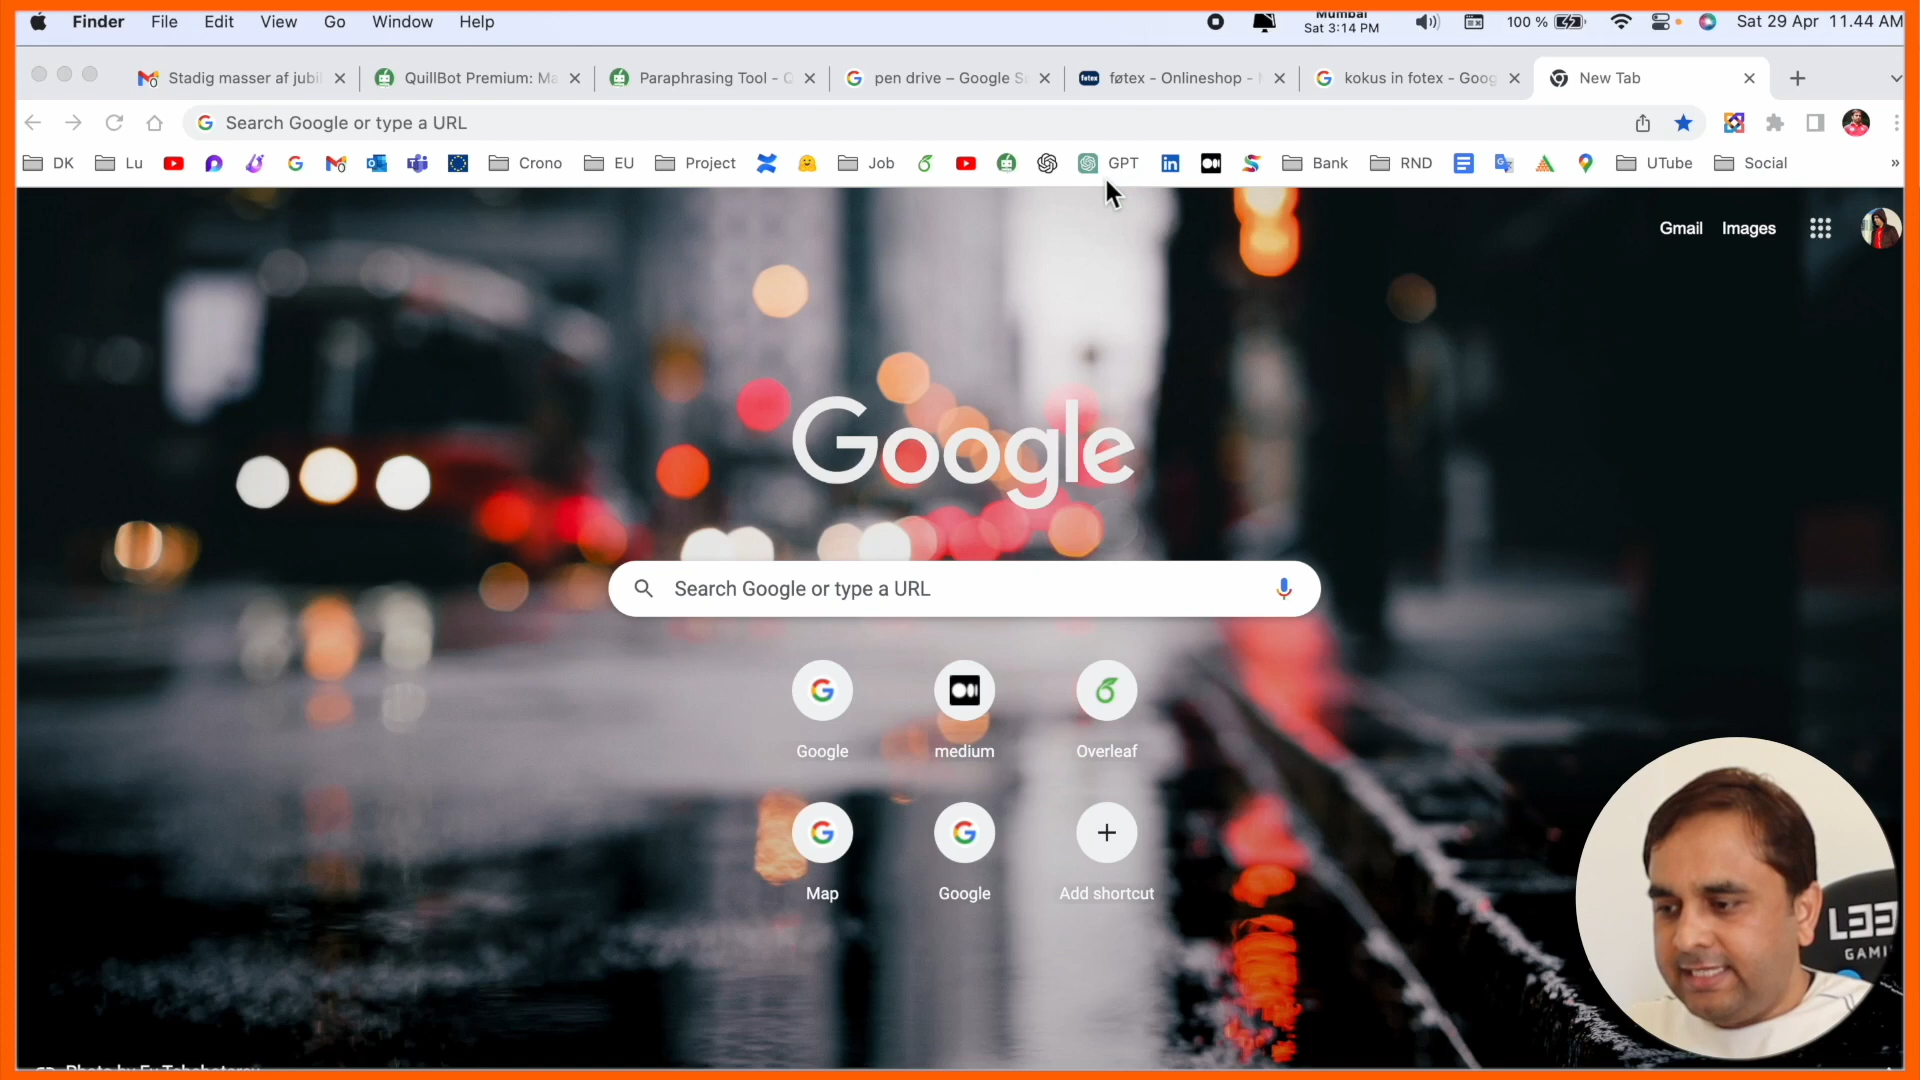 Finder File Edit View Go Window Help Mumbai Sat 3:14 PM 100 % Sat 29 Apr 11.44 AM
Stadig masser af jubi QuillBot Premium: Ma Paraphrasing Tool - Q pen drive – Google S føtex føtex - Onlineshop - kokus in fotex - Goog New Tab
Search Google or type a URL
DK Lu Crono EU Project Job GPT Bank RND UTube Social »
Gmail Images
Google
Search Google or type a URL
Google medium Overleaf
Map Google Add shortcut
L33
GAMI